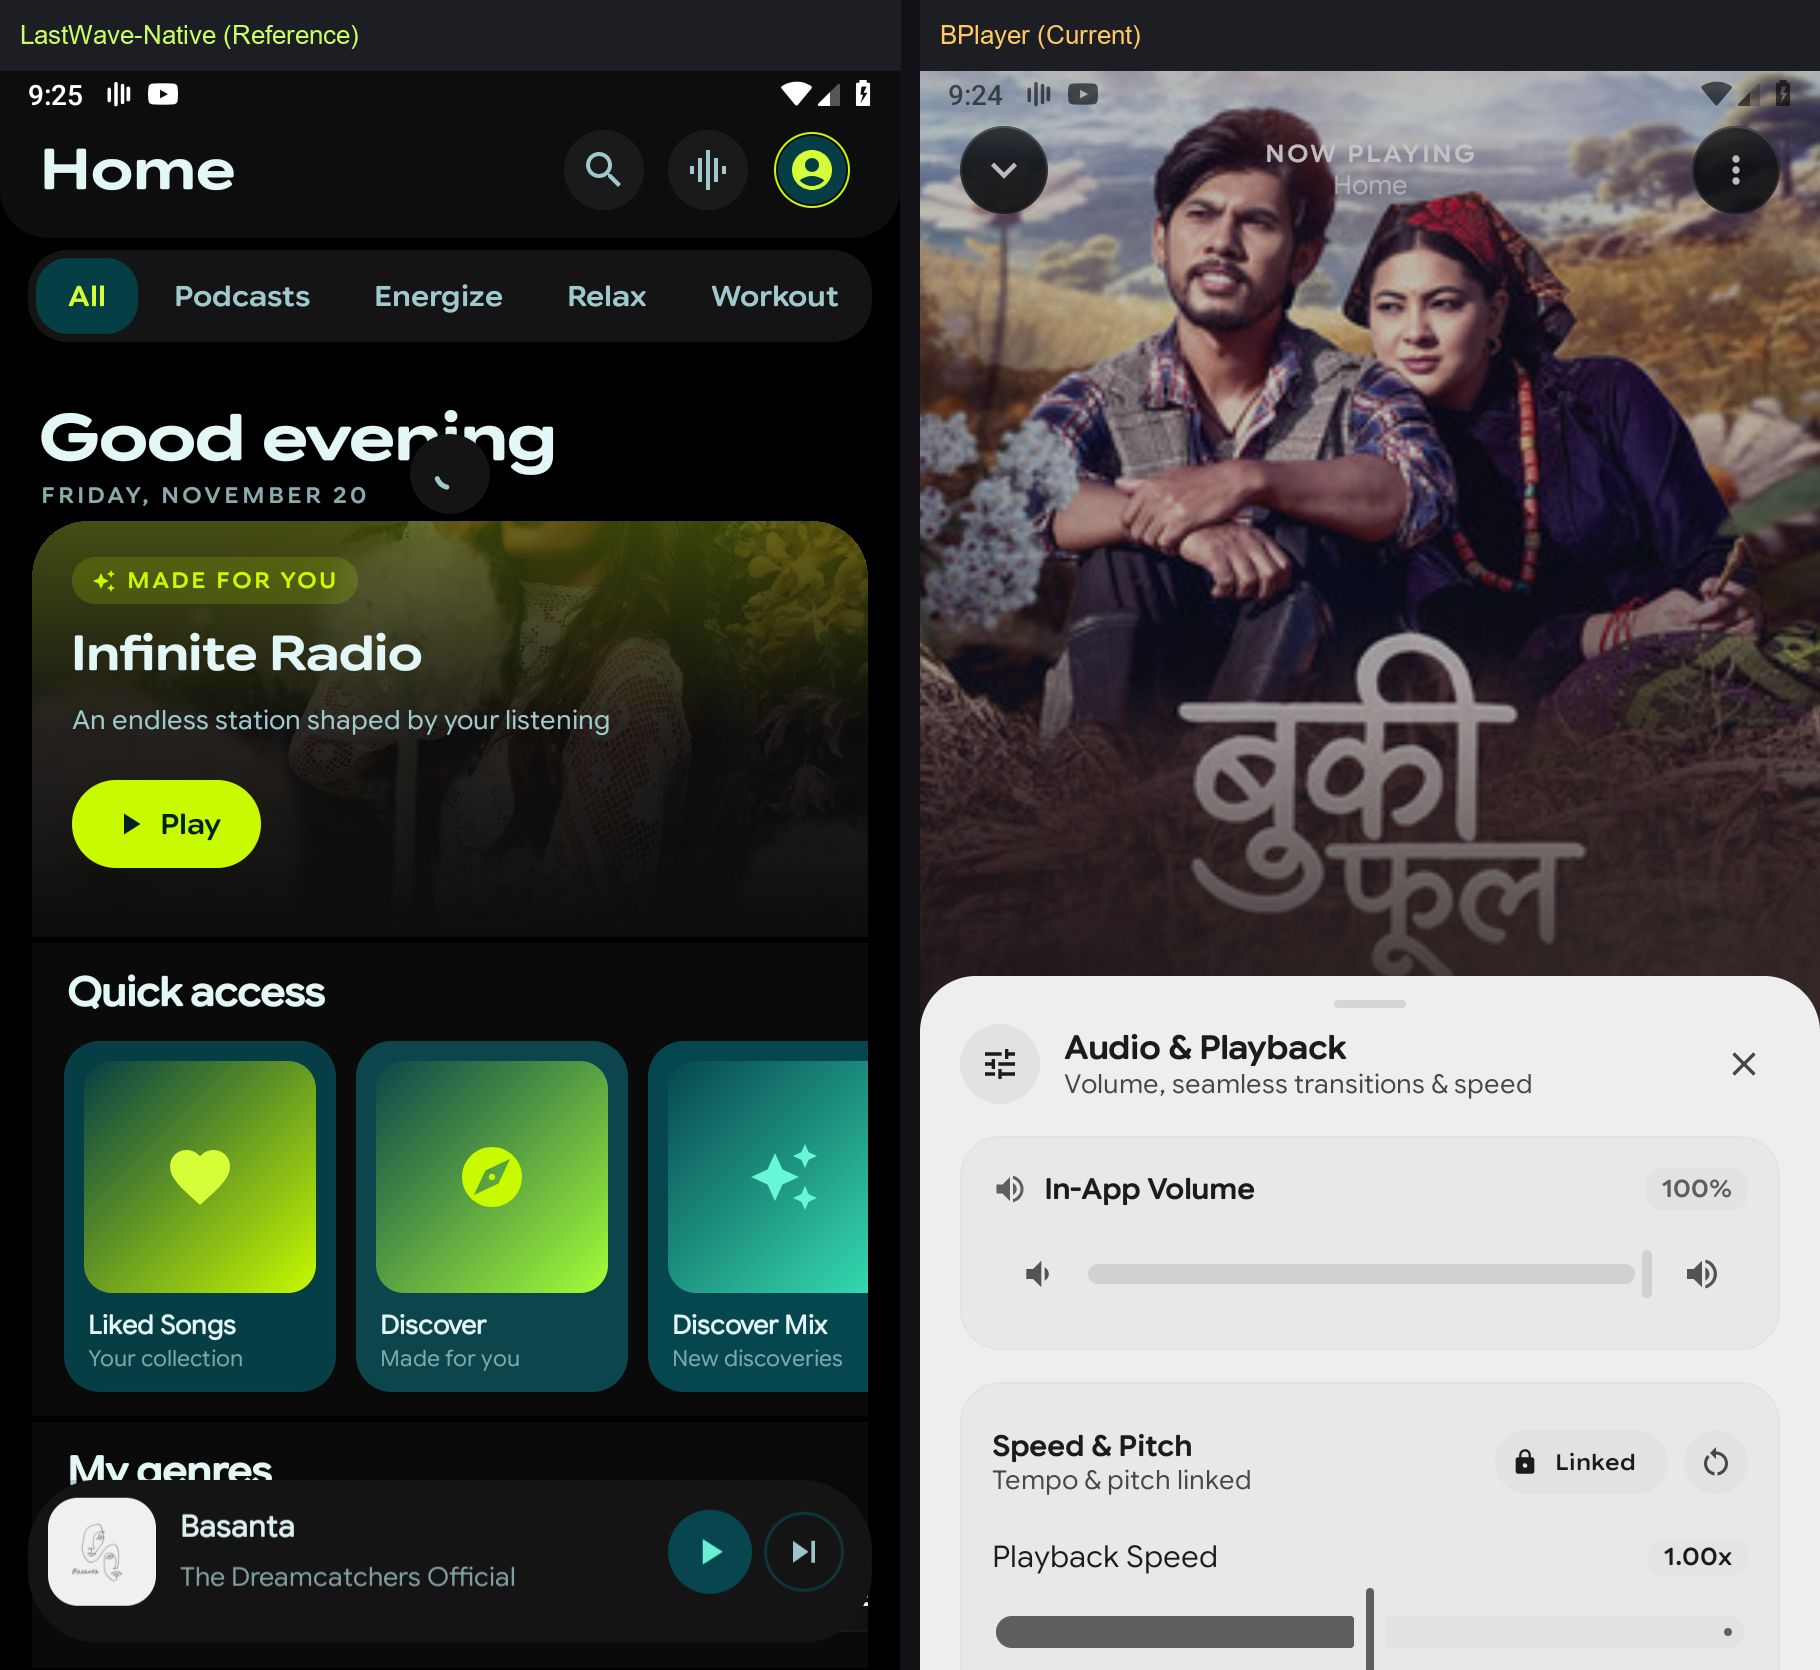 LastWave-Native (Reference)
9:25
Home
All
Podcasts
Energize
Relax
Workout
Good evening
FRIDAY, NOVEMBER 20
MADE FOR YOU
Infinite Radio
An endless station shaped by your listening
Play
Quick access
Liked Songs
Your collection
Discover
Made for you
Discover Mix
New discoveries
My genres
Basanta
Basanta
The Dreamcatchers Official
BPlayer (Current)
9:24
NOW PLAYING
Home
बुकी
फूल
Audio & Playback
Volume, seamless transitions & speed
In-App Volume
100%
Speed & Pitch
Tempo & pitch linked
Linked
Playback Speed
1.00x